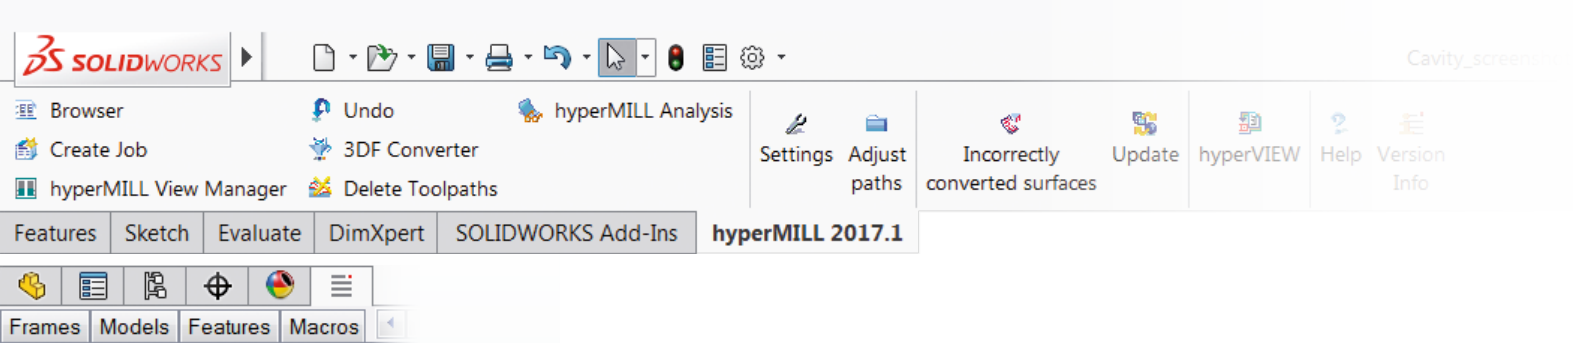 SOLIDWORKS
Browser Undo hyperMILL Analysis
Create Job 3DF Converter
hyperMILL View Manager Delete Toolpaths
Settings Adjust paths Incorrectly converted surfaces Update hyperVIEW Help Version Info
Features Sketch Evaluate DimXpert SOLIDWORKS Add-Ins hyperMILL 2017.1
Frames Models Features Macros